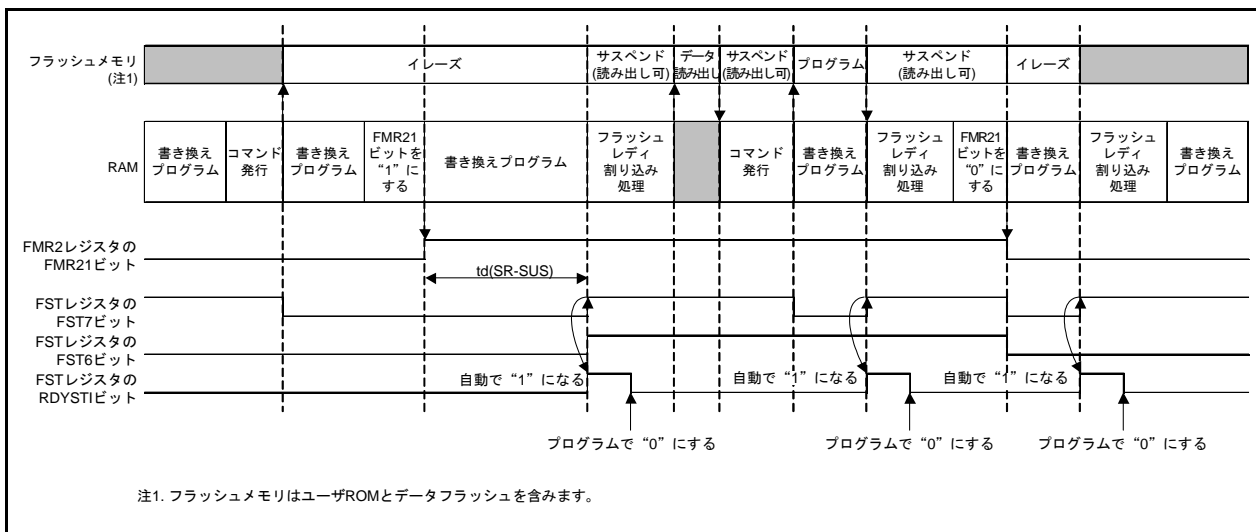 フラッシュメモリ
(注1)
イレーズ
サスペンド
(読み出し可)
データ
読み出し
サスペンド
(読み出し可)
プログラム
サスペンド
(読み出し可)
イレーズ
RAM
書き換え
プログラム
コマンド
発行
書き換え
プログラム
FMR21
ビットを
“1”に
する
書き換えプログラム
フラッシュ
レディ
割り込み
処理
コマンド
発行
書き換え
プログラム
フラッシュ
レディ
割り込み
処理
FMR21
ビットを
“0”に
する
書き換え
プログラム
フラッシュ
レディ
割り込み
処理
書き換え
プログラム
FMR2レジスタの
FMR21ビット
td(SR-SUS)
FSTレジスタの
FST7ビット
FSTレジスタの
FST6ビット
FSTレジスタの
RDYSTIビット
自動で“1”になる
自動で“1”になる
自動で“1”になる
プログラムで“0”にする
プログラムで“0”にする
プログラムで“0”にする
注1. フラッシュメモリはユーザROMとデータフラッシュを含みます。